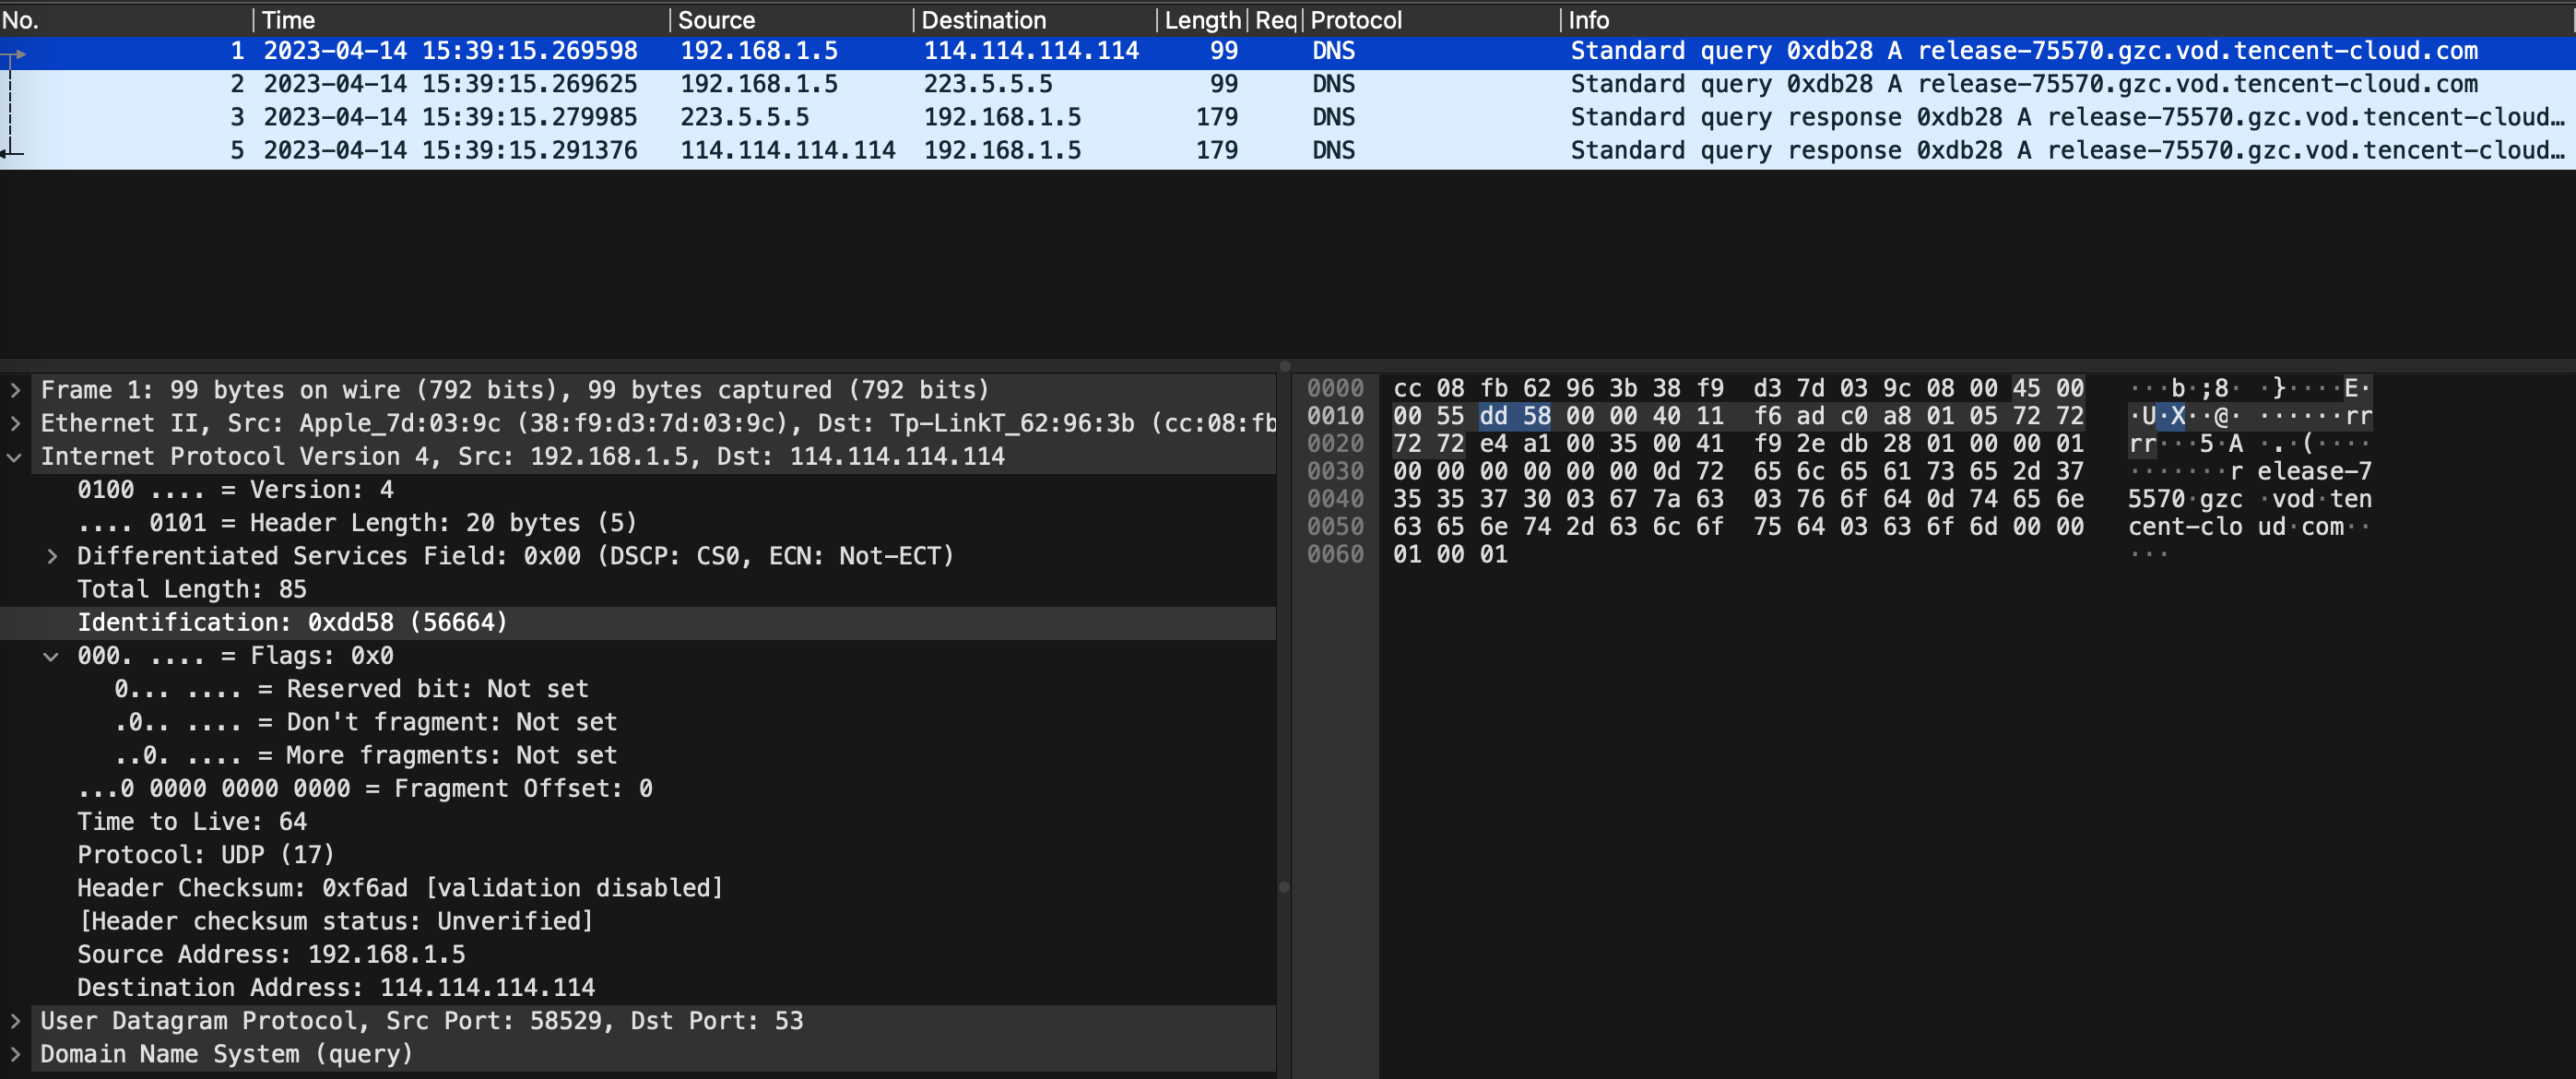 No. Time Source Destination Length Req Protocol Info
1 2023-04-14 15:39:15.269598 192.168.1.5 114.114.114.114 99 DNS Standard query 0xdb28 A release-75570.gzc.vod.tencent-cloud.com
2 2023-04-14 15:39:15.269625 192.168.1.5 223.5.5.5 99 DNS Standard query 0xdb28 A release-75570.gzc.vod.tencent-cloud.com
3 2023-04-14 15:39:15.279985 223.5.5.5 192.168.1.5 179 DNS Standard query response 0xdb28 A release-75570.gzc.vod.tencent-cloud…
5 2023-04-14 15:39:15.291376 114.114.114.114 192.168.1.5 179 DNS Standard query response 0xdb28 A release-75570.gzc.vod.tencent-cloud…
Frame 1: 99 bytes on wire (792 bits), 99 bytes captured (792 bits)
Ethernet II, Src: Apple_7d:03:9c (38:f9:d3:7d:03:9c), Dst: Tp-LinkT_62:96:3b (cc:08:fb
Internet Protocol Version 4, Src: 192.168.1.5, Dst: 114.114.114.114
0100 .... = Version: 4
.... 0101 = Header Length: 20 bytes (5)
Differentiated Services Field: 0x00 (DSCP: CS0, ECN: Not-ECT)
Total Length: 85
Identification: 0xdd58 (56664)
000. .... = Flags: 0x0
0... .... = Reserved bit: Not set
.0.. .... = Don't fragment: Not set
..0. .... = More fragments: Not set
...0 0000 0000 0000 = Fragment Offset: 0
Time to Live: 64
Protocol: UDP (17)
Header Checksum: 0xf6ad [validation disabled]
[Header checksum status: Unverified]
Source Address: 192.168.1.5
Destination Address: 114.114.114.114
User Datagram Protocol, Src Port: 58529, Dst Port: 53
Domain Name System (query)
0000 cc 08 fb 62 96 3b 38 f9 d3 7d 03 9c 08 00 45 00 ···b·;8· ·}····E·
0010 00 55 dd 58 00 00 40 11 f6 ad c0 a8 01 05 72 72 ·U·X··@· ······rr
0020 72 72 e4 a1 00 35 00 41 f9 2e db 28 01 00 00 01 rr···5·A ·.·(····
0030 00 00 00 00 00 00 0d 72 65 6c 65 61 73 65 2d 37 ·······r elease-7
0040 35 35 37 30 03 67 7a 63 03 76 6f 64 0d 74 65 6e 5570·gzc ·vod·ten
0050 63 65 6e 74 2d 63 6c 6f 75 64 03 63 6f 6d 00 00 cent-clo ud·com··
0060 01 00 01 ···